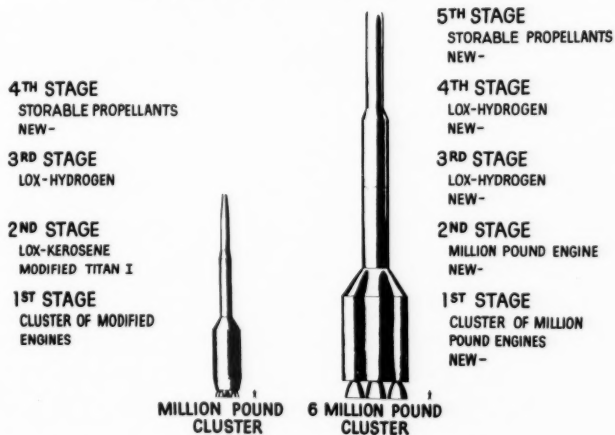 4TH STAGE
STORABLE PROPELLANTS
NEW-
3RD STAGE
LOX-HYDROGEN
2ND STAGE
LOX-KEROSENE
MODIFIED TITAN I
1ST STAGE
CLUSTER OF MODIFIED
ENGINES
MILLION POUND
CLUSTER
6 MILLION POUND
CLUSTER
5TH STAGE
STORABLE PROPELLANTS
NEW-
4TH STAGE
LOX-HYDROGEN
NEW-
3RD STAGE
LOX-HYDROGEN
NEW-
2ND STAGE
MILLION POUND ENGINE
NEW-
1ST STAGE
CLUSTER OF MILLION
POUND ENGINES
NEW-